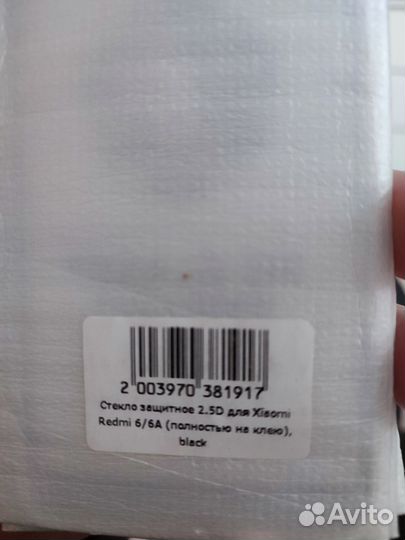 2 003970 381917
Стекло защитное 2.5D для Xiaomi
Redmi 6/6A (полностью на клею),
black
Avito